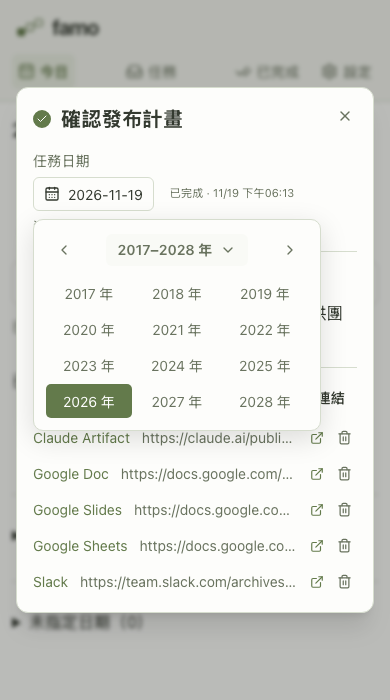 famo
今日
任務
已完成
設定
確認發布計畫
任務日期
2026-11-19
已完成 · 11/19 下午06:13
2017–2028 年
2017 年 2018 年 2019 年
2020 年 2021 年 2022 年
2023 年 2024 年 2025 年
共團
2026 年 2027 年 2028 年
連結
Claude Artifact https://claude.ai/publi...
Google Doc https://docs.google.com/...
Google Slides https://docs.google.co...
Google Sheets https://docs.google.co...
Slack https://team.slack.com/archives...
未指定日期 (0)